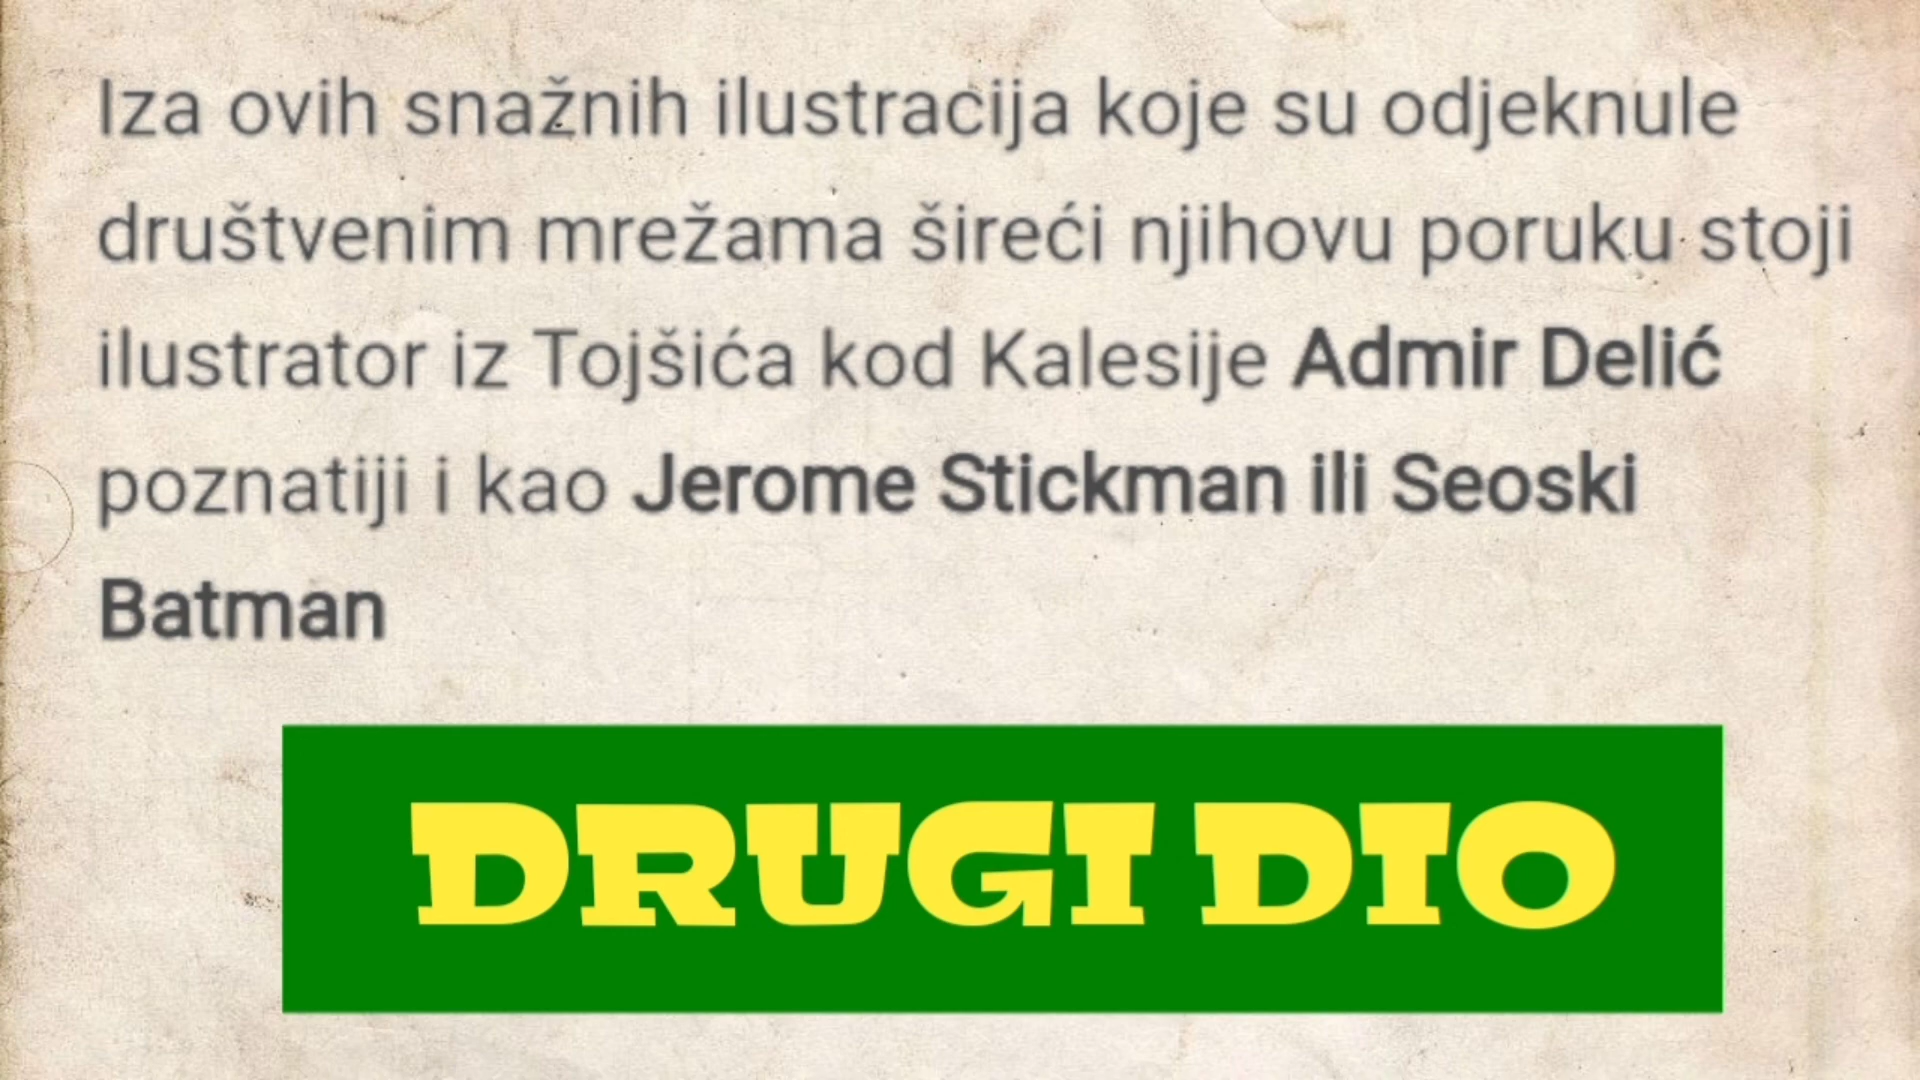 Iza ovih snažnih ilustracija koje su odjeknule
društvenim mrežama šireći njihovu poruku stoji
ilustrator iz Tojšića kod Kalesije Admir Delić
poznatiji i kao Jerome Stickman ili Seoski
Batman
DRUGI DIO